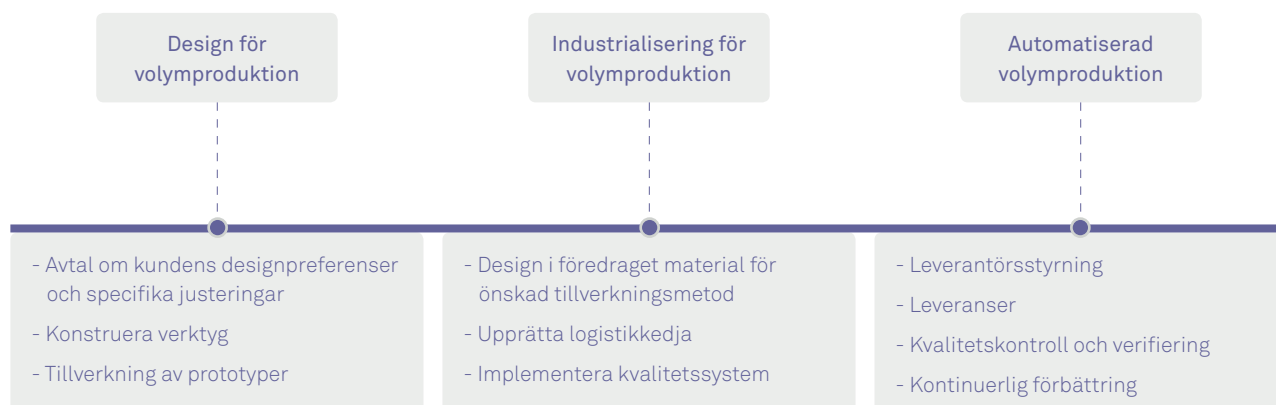 Design för
volymproduktion
Industrialisering för
volymproduktion
Automatiserad
volymproduktion
- Avtal om kundens designpreferenser
och specifika justeringar
- Konstruera verktyg
- Tillverkning av prototyper
- Design i föredraget material för
önskad tillverkningsmetod
- Upprätta logistikkedja
- Implementera kvalitetssystem
- Leverantörsstyrning
- Leveranser
- Kvalitetskontroll och verifiering
- Kontinuerlig förbättring